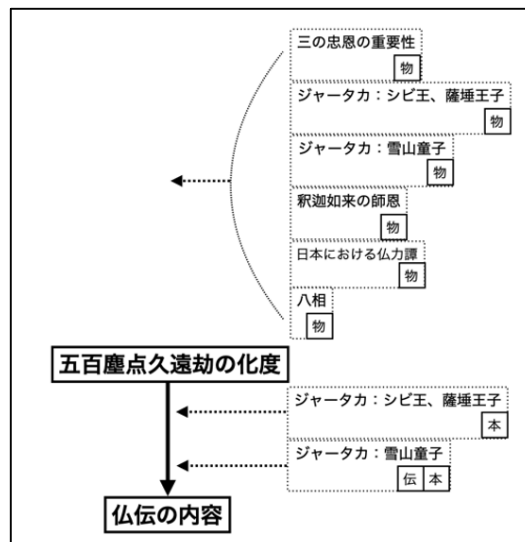 三の忠恩の重要性
物
ジャータカ：シビ王、薩埵王子
物
ジャータカ：雪山童子
物
釈迦如来の師恩
物
日本における仏力譚
物
八相
物
五百塵点久遠劫の化度
ジャータカ：シビ王、薩埵王子
本
ジャータカ：雪山童子
伝 本
仏伝の内容